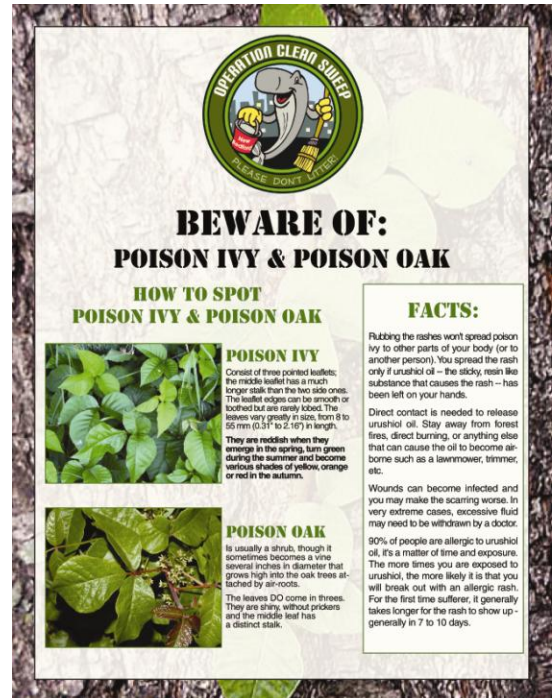 OPERATION CLEAN SWEEP
New Bedford
PLEASE DON'T LITTER!
BEWARE OF:
POISON IVY & POISON OAK
HOW TO SPOT
POISON IVY & POISON OAK
POISON IVY
Consist of three pointed leaflets;
the middle leaflet has a much
longer stalk than the two side ones.
The leaflet edges can be smooth or
toothed but are rarely lobed. The
leaves vary greatly in size, from 8 to
55 mm (0.31" to 2.16") in length.
They are reddish when they
emerge in the spring, turn green
during the summer and become
various shades of yellow, orange
or red in the autumn.
POISON OAK
Is usually a shrub, though it
sometimes becomes a vine
several inches in diameter that
grows high into the oak trees at-
tached by air-roots.
The leaves DO come in threes.
They are shiny, without prickers
and the middle leaf has
a distinct stalk.
FACTS:
Rubbing the rashes won't spread poison
ivy to other parts of your body (or to
another person). You spread the rash
only if urushiol oil -- the sticky, resin like
substance that causes the rash -- has
been left on your hands.
Direct contact is needed to release
urushiol oil. Stay away from forest
fires, direct burning, or anything else
that can cause the oil to become air-
borne such as a lawnmower, trimmer,
etc.
Wounds can become infected and
you may make the scarring worse. In
very extreme cases, excessive fluid
may need to be withdrawn by a doctor.
90% of people are allergic to urushiol
oil, it's a matter of time and exposure.
The more times you are exposed to
urushiol, the more likely it is that you
will break out with an allergic rash.
For the first time sufferer, it generally
takes longer for the rash to show up -
generally in 7 to 10 days.